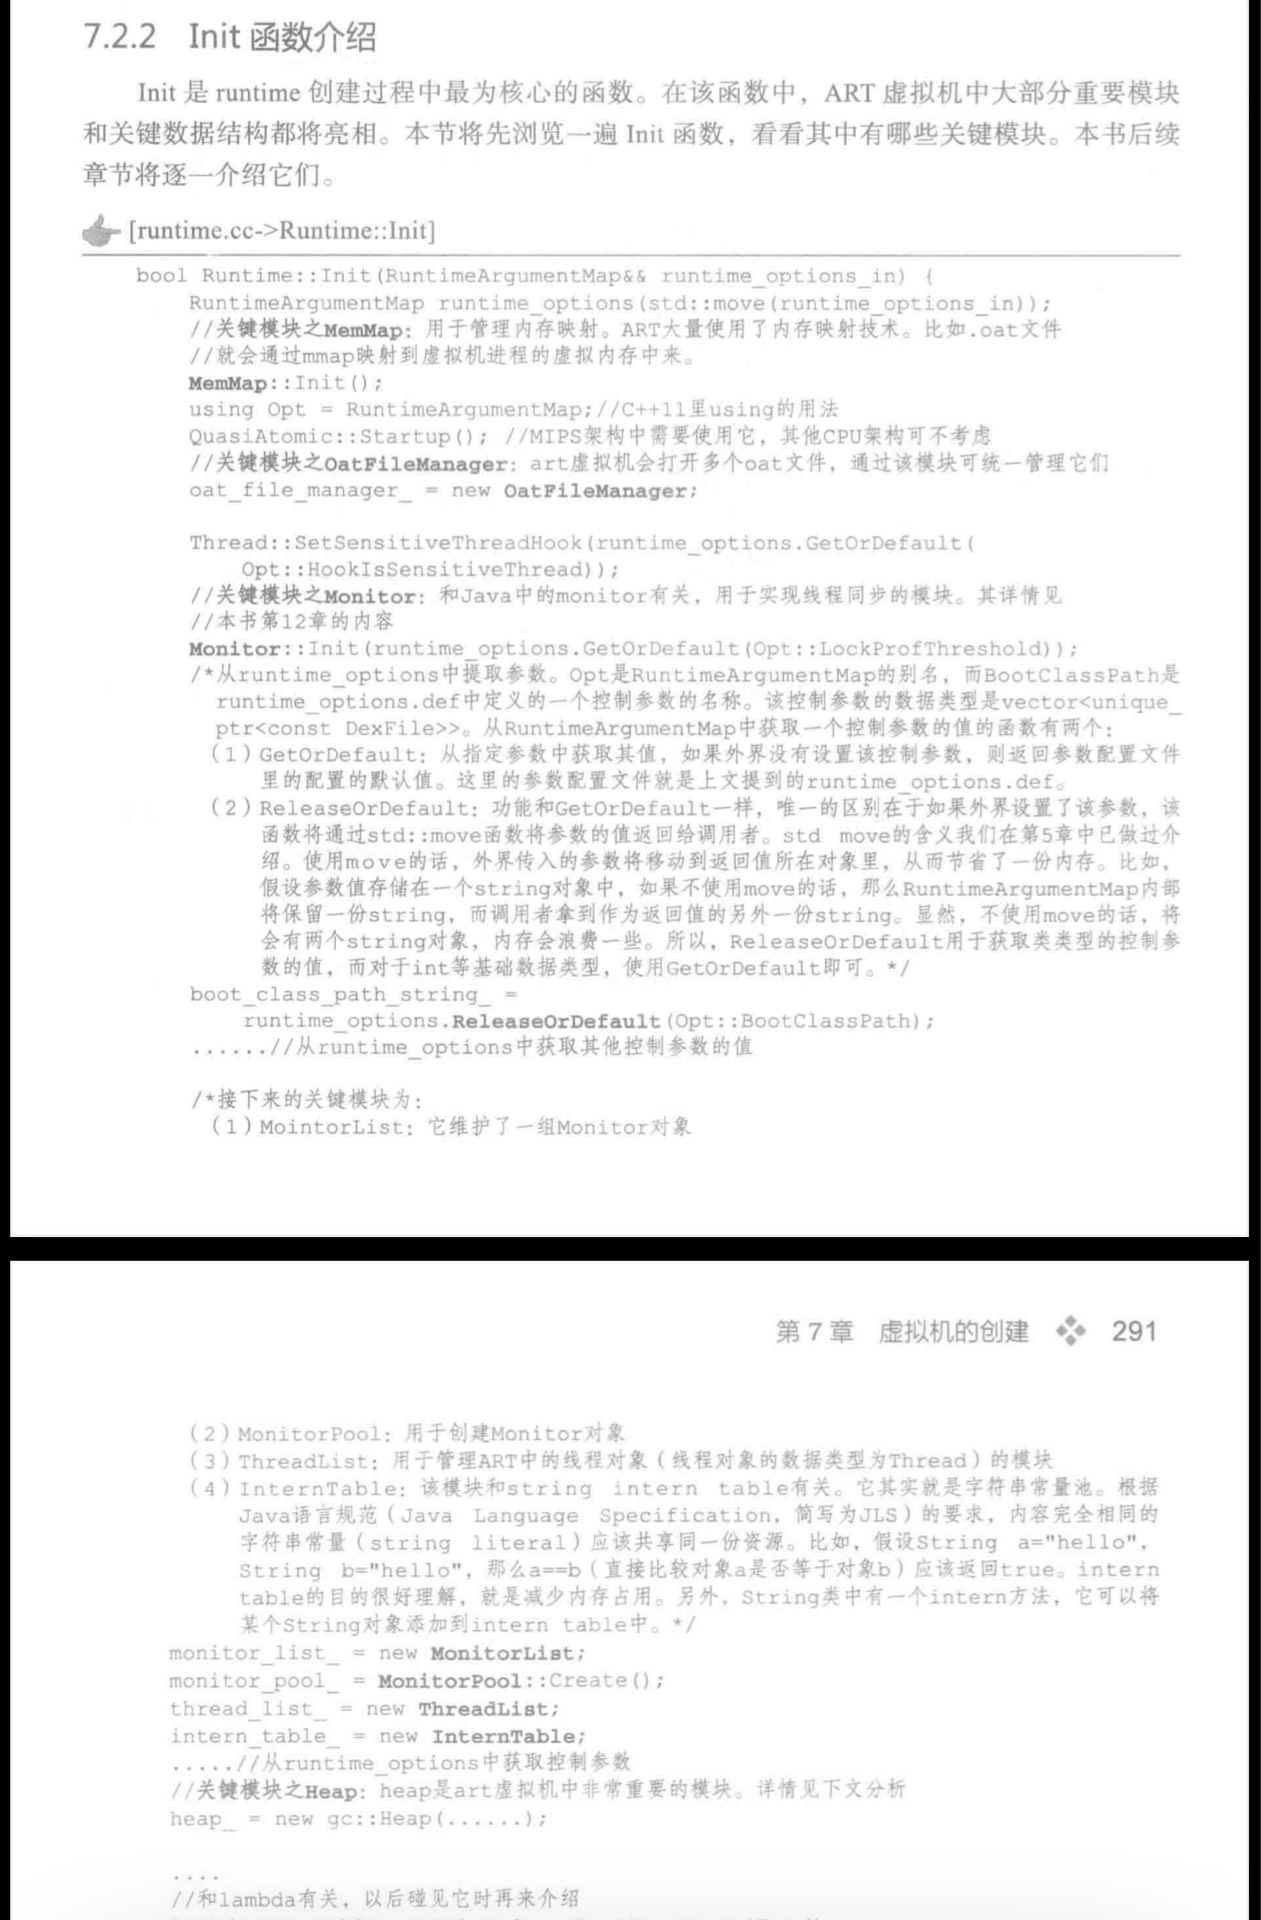 7.2.2 Init 函数介绍
Init 是 runtime 创建过程中最为核心的函数。在该函数中，ART 虚拟机中大部分重要模块
和关键数据结构都将亮相。本节将先浏览一遍 Init 函数，看看其中有哪些关键模块。本书后续
章节将逐一介绍它们。
[runtime.cc->Runtime::Init]
bool Runtime::Init(RuntimeArgumentMap&& runtime_options_in) {
RuntimeArgumentMap runtime_options(std::move(runtime_options_in));
//关键模块之MemMap：用于管理内存映射。ART大量使用了内存映射技术。比如.oat文件
//就会通过mmap映射到虚拟机进程的虚拟内存中来。
MemMap::Init();
using Opt = RuntimeArgumentMap;//C++11里using的用法
QuasiAtomic::Startup(); //MIPS架构中需要使用它，其他CPU架构可不考虑
//关键模块之OatFileManager：art虚拟机会打开多个oat文件，通过该模块可统一管理它们
oat_file_manager_ = new OatFileManager;
Thread::SetSensitiveThreadHook(runtime_options.GetOrDefault(
Opt::HookIsSensitiveThread));
//关键模块之Monitor：和Java中的monitor有关，用于实现线程同步的模块。其详情见
//本书第12章的内容
Monitor::Init(runtime_options.GetOrDefault(Opt::LockProfThreshold));
/*从runtime_options中提取参数。Opt是RuntimeArgumentMap的别名，而BootClassPath是
runtime_options.def中定义的一个控制参数的名称。该控制参数的数据类型是vector<unique_
ptr<const DexFile>>。从RuntimeArgumentMap中获取一个控制参数的值的函数有两个：
（1）GetOrDefault：从指定参数中获取其值，如果外界没有设置该控制参数，则返回参数配置文件
里的配置的默认值。这里的参数配置文件就是上文提到的runtime_options.def。
（2）ReleaseOrDefault：功能和GetOrDefault一样，唯一的区别在于如果外界设置了该参数，该
函数将通过std::move函数将参数的值返回给调用者。std move的含义我们在第5章中已做过介
绍。使用move的话，外界传入的参数将移动到返回值所在对象里，从而节省了一份内存。比如，
假设参数值存储在一个string对象中，如果不使用move的话，那么RuntimeArgumentMap内部
将保留一份string，而调用者拿到作为返回值的另外一份string。显然，不使用move的话，将
会有两个string对象，内存会浪费一些。所以，ReleaseOrDefault用于获取类类型的控制参
数的值，而对于int等基础数据类型，使用GetOrDefault即可。*/
boot_class_path_string_ =
runtime_options.ReleaseOrDefault(Opt::BootClassPath);
......//从runtime_options中获取其他控制参数的值
/*接下来的关键模块为：
（1）MointorList：它维护了一组Monitor对象
第 7 章 虚拟机的创建 ❖ 291
（2）MonitorPool：用于创建Monitor对象
（3）ThreadList：用于管理ART中的线程对象（线程对象的数据类型为Thread）的模块
（4）InternTable：该模块和string intern table有关。它其实就是字符串常量池。根据
Java语言规范（Java Language Specification，简写为JLS）的要求，内容完全相同的
字符串常量（string literal）应该共享同一份资源。比如，假设String a="hello"，
String b="hello"，那么a==b（直接比较对象a是否等于对象b）应该返回true。intern
table的目的很好理解，就是减少内存占用。另外，String类中有一个intern方法，它可以将
某个String对象添加到intern table中。*/
monitor_list_ = new MonitorList;
monitor_pool_ = MonitorPool::Create();
thread_list_ = new ThreadList;
intern_table_ = new InternTable;
.....//从runtime_options中获取控制参数
//关键模块之Heap：heap是art虚拟机中非常重要的模块。详情见下文分析
heap_ = new gc::Heap(......);
....
//和lambda有关，以后碰见它时再来介绍